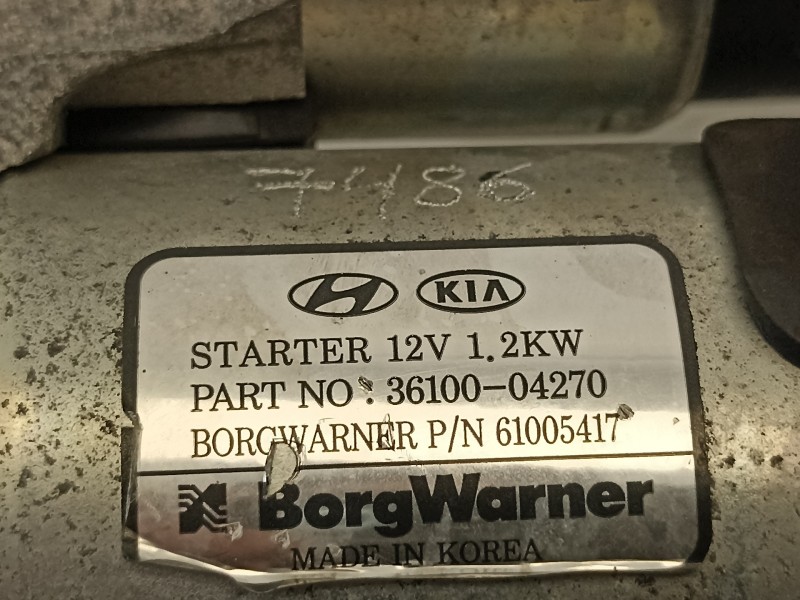 7486
KIA
STARTER 12V 1.2KW
PART NO : 36100-04270
BORGWARNER P/N 61005417
BorgWarner
MADE IN KOREA